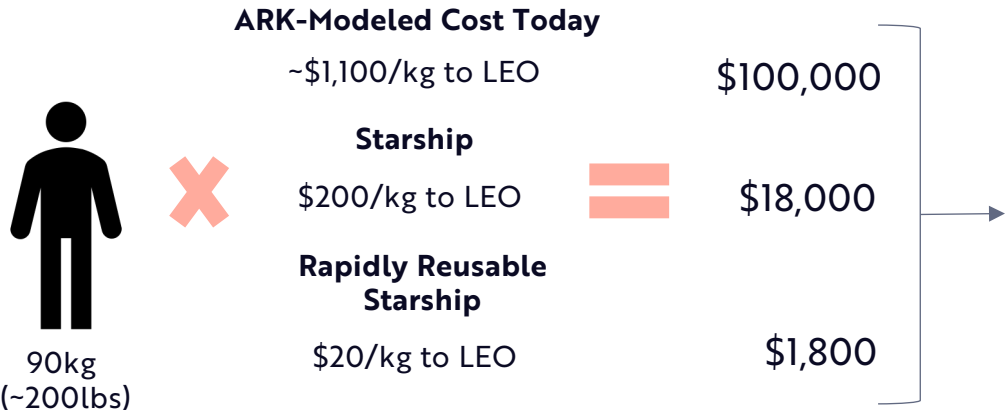 ARK-Modeled Cost Today
~$1,100/kg to LEO
$100,000
Starship
$200/kg to LEO
$18,000
Rapidly Reusable
Starship
$20/kg to LEO
$1,800
90kg
(~200lbs)